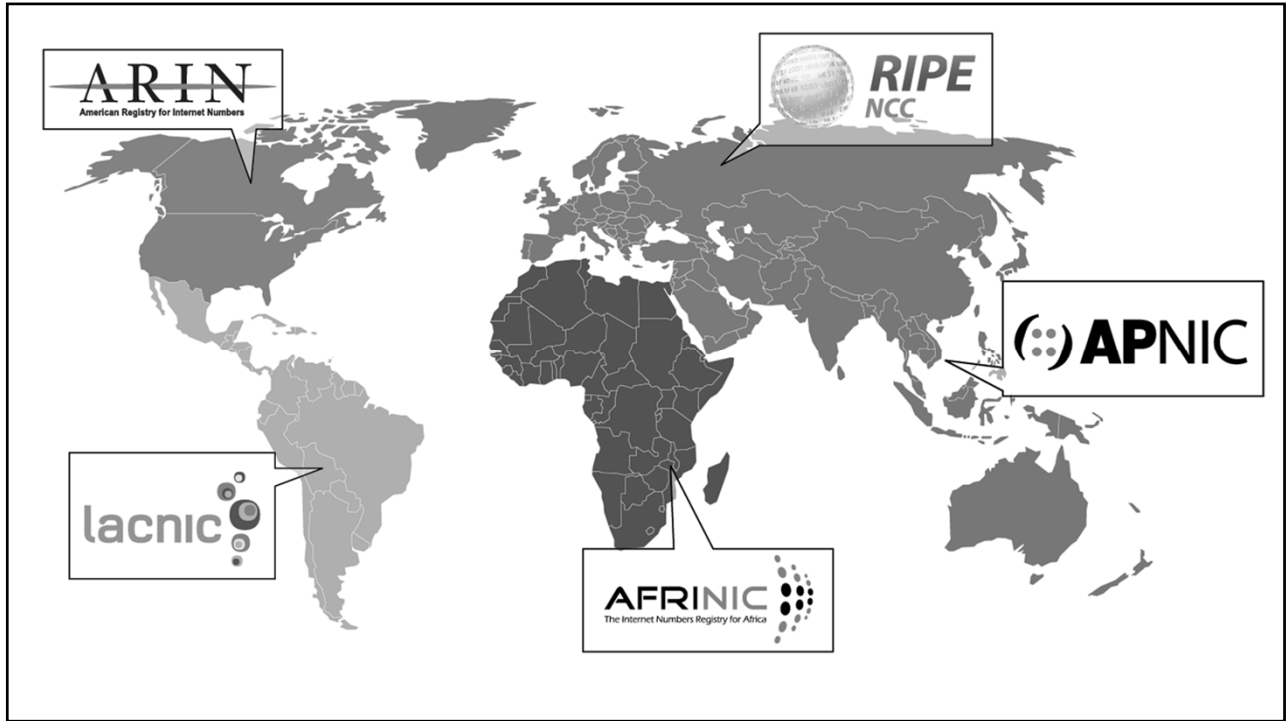 ARIN
American Registry for Internet Numbers
RIPE
NCC
APNIC
lacnic
AFRINIC
The Internet Numbers Registry for Africa